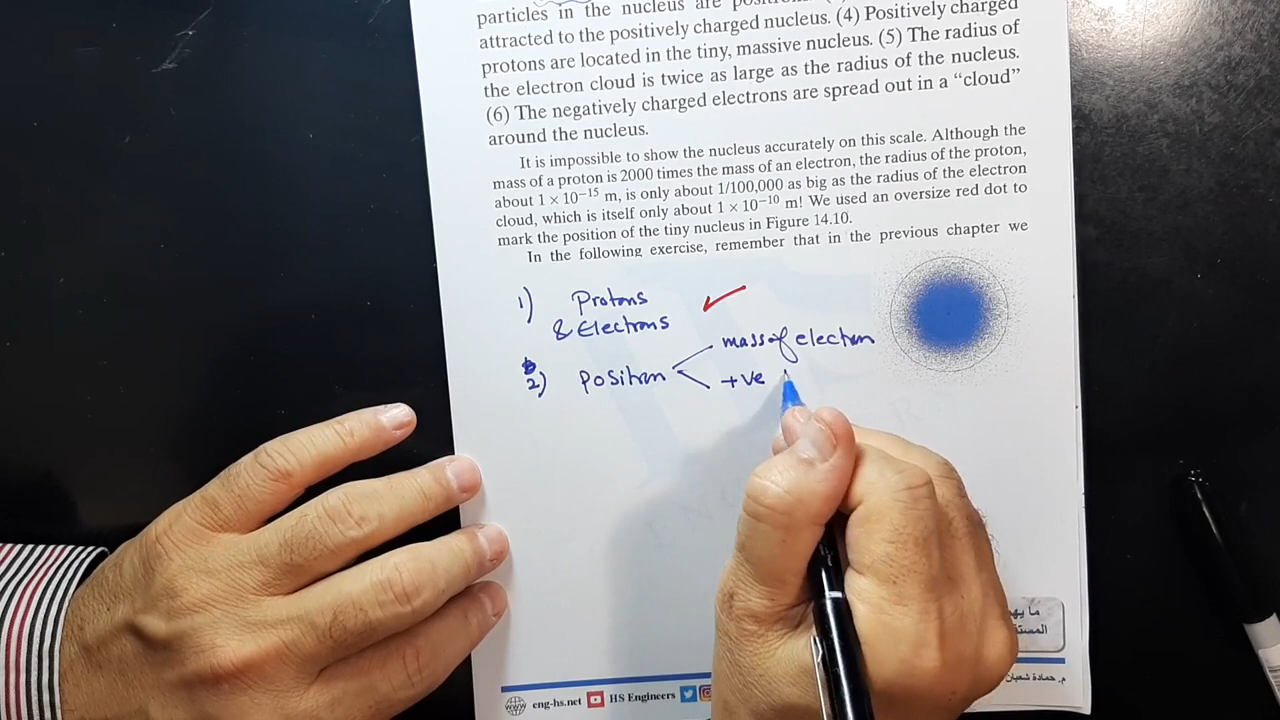 particles in the nucleus are
attracted to the positively charged nucleus. (4) Positively charged
protons are located in the tiny, massive nucleus. (5) The radius of
the electron cloud is twice as large as the radius of the nucleus.
(6) The negatively charged electrons are spread out in a “cloud”
around the nucleus.
It is impossible to show the nucleus accurately on this scale. Although the
mass of a proton is 2000 times the mass of an electron, the radius of the proton,
about 1 × 10⁻¹⁵ m, is only about 1/100,000 as big as the radius of the electron
cloud, which is itself only about 1 × 10⁻¹⁰ m! We used an oversize red dot to
mark the position of the tiny nucleus in Figure 14.10.
In the following exercise, remember that in the previous chapter we
1) Protons ✓
& Electrons
mass of electron
2) Positron
+ve
م. حمادة شعبان
eng-hs.net HS Engineers